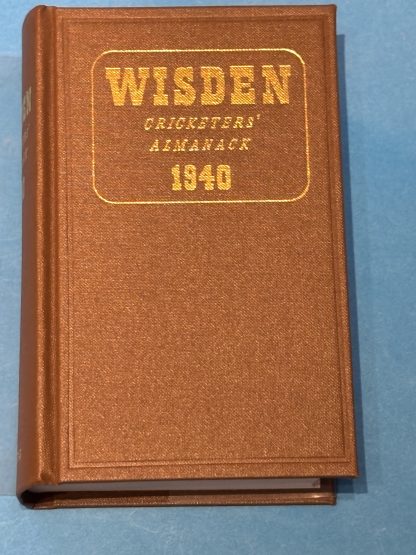 WISDEN
CRICKETERS'
ALMANACK
1940